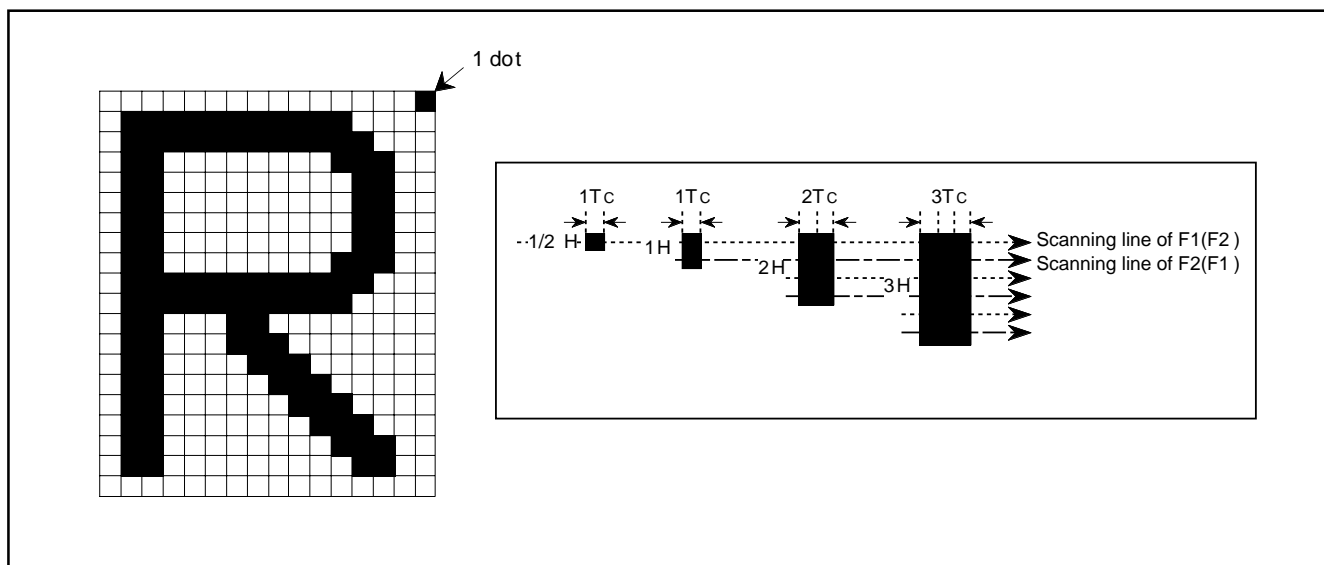 1 dot
1TC 1TC 2TC 3TC
1/2 H 1H Scanning line of F1(F2)
2H Scanning line of F2(F1)
3H